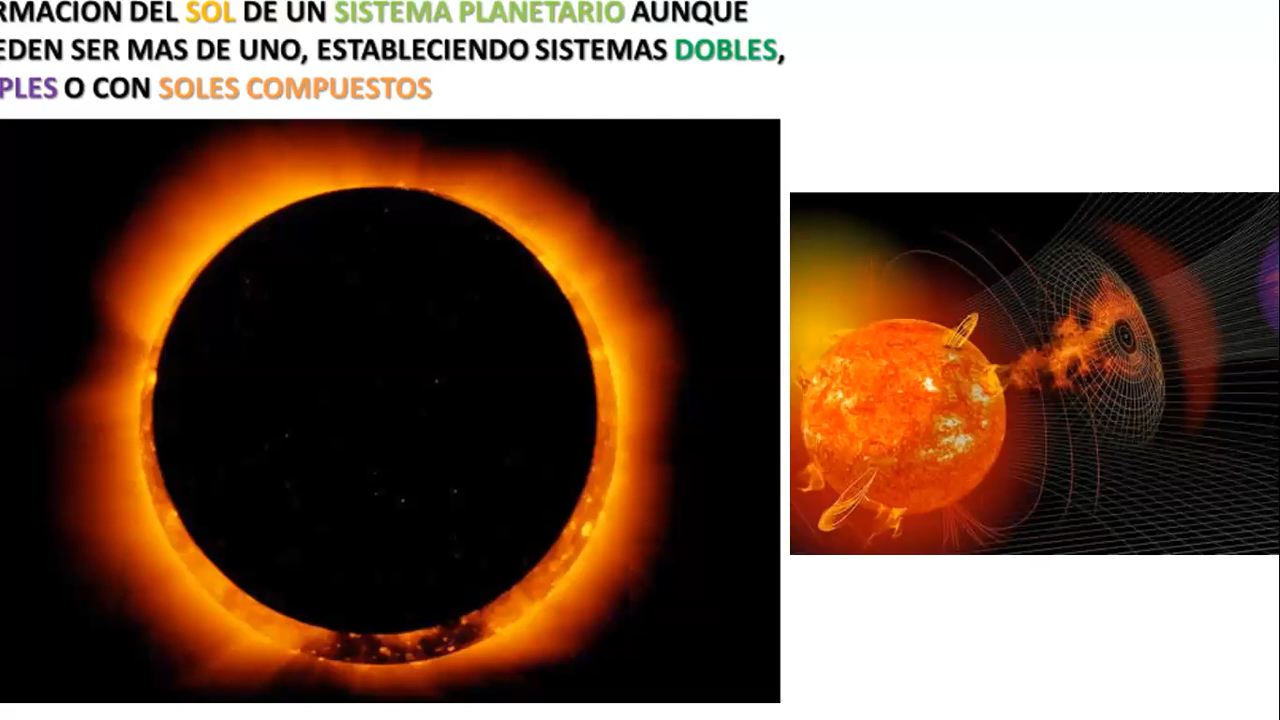 RMACION DEL SOL DE UN SISTEMA PLANETARIO AUNQUE
EDEN SER MAS DE UNO, ESTABLECIENDO SISTEMAS DOBLES,
PLES O CON SOLES COMPUESTOS